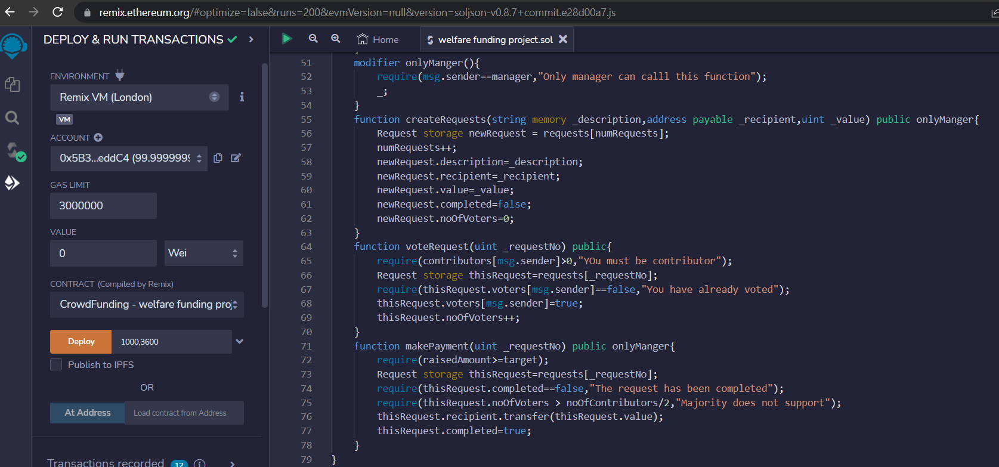 remix.ethereum.org/#optimize=false&runs=200&evmVersion=null&version=soljson-v0.8.7+commit.e28d00a7.js
DEPLOY & RUN TRANSACTIONS
ENVIRONMENT
Remix VM (London)
VM
ACCOUNT
0x5B3...eddC4 (99.9999999
GAS LIMIT
3000000
VALUE
0
Wei
CONTRACT (Compiled by Remix)
CrowdFunding - welfare funding proj
Deploy
1000,3600
Publish to IPFS
OR
At Address
Load contract from Address
Transactions recorded 12
Home
welfare funding project.sol
51 modifier onlyManger(){
52 require(msg.sender==manager,"Only manager can calll this function");
53 _;
54 }
55 function createRequests(string memory _description,address payable _recipient,uint _value) public onlyManger{
56 Request storage newRequest = requests[numRequests];
57 numRequests++;
58 newRequest.description=_description;
59 newRequest.recipient=_recipient;
60 newRequest.value=_value;
61 newRequest.completed=false;
62 newRequest.noOfVoters=0;
63 }
64 function voteRequest(uint _requestNo) public{
65 require(contributors[msg.sender]>0,"YOu must be contributor");
66 Request storage thisRequest=requests[_requestNo];
67 require(thisRequest.voters[msg.sender]==false,"You have already voted");
68 thisRequest.voters[msg.sender]=true;
69 thisRequest.noOfVoters++;
70 }
71 function makePayment(uint _requestNo) public onlyManger{
72 require(raisedAmount>=target);
73 Request storage thisRequest=requests[_requestNo];
74 require(thisRequest.completed==false,"The request has been completed");
75 require(thisRequest.noOfVoters > noOfContributors/2,"Majority does not support");
76 thisRequest.recipient.transfer(thisRequest.value);
77 thisRequest.completed=true;
78 }
79 }